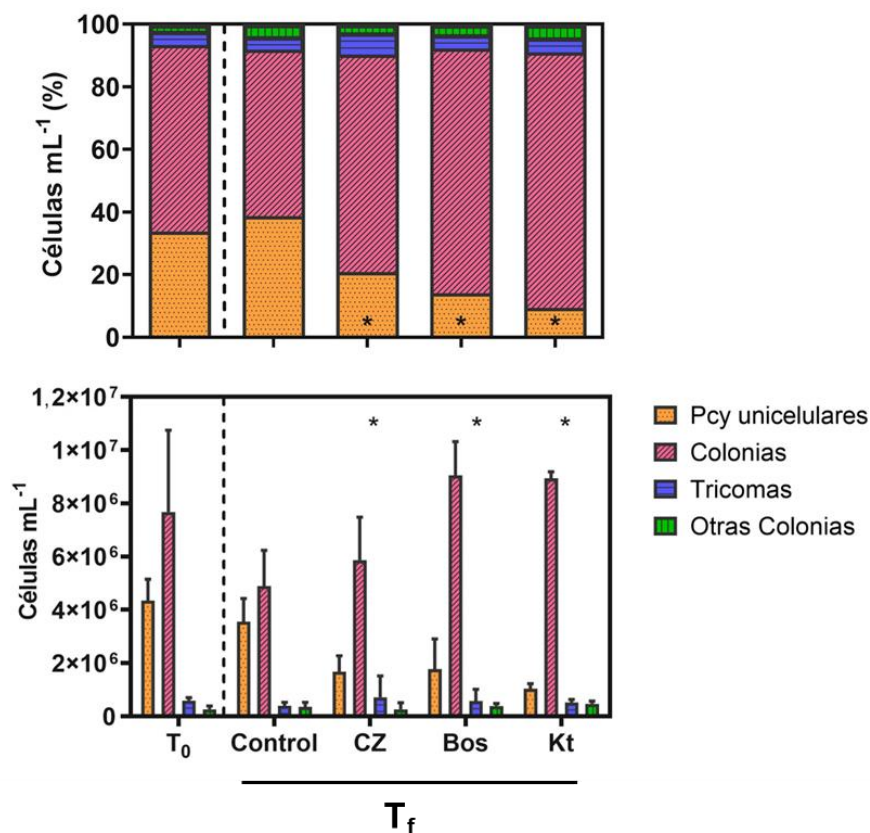 Células mL⁻¹ (%)
100
80
60
40
20
0
* * *
Células mL⁻¹
1,2×10⁷
1×10⁷
8×10⁶
6×10⁶
4×10⁶
2×10⁶
0
* * *
T₀ Control CZ Bos Kt
T_f
Pcy unicelulares
Colonias
Tricomas
Otras Colonias